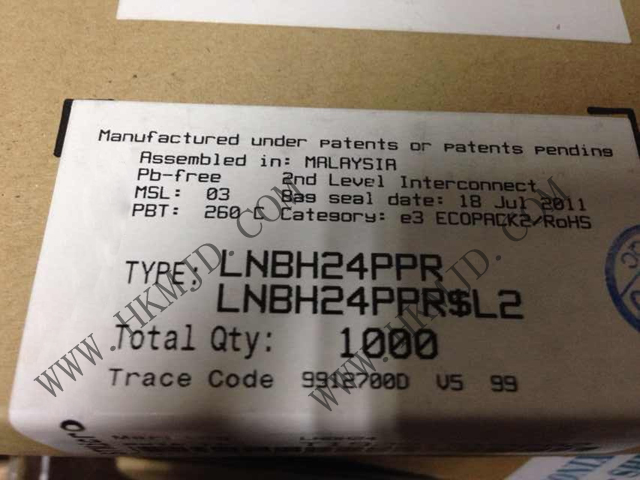 Manufactured under patents or patents pending
Assembled in: MALAYSIA
Pb-free 2nd Level Interconnect
MSL: 03 Bag seal date: 18 Jul 2011
PBT: 260 C Category: e3 ECOPACK2/RoHS
TYPE: LNBH24PPR
LNBH24PPR$L2
Total Qty: 1000
Trace Code 9912700D V5 99
WWW.HKMJD.COM
WWW.HKMJD.COM